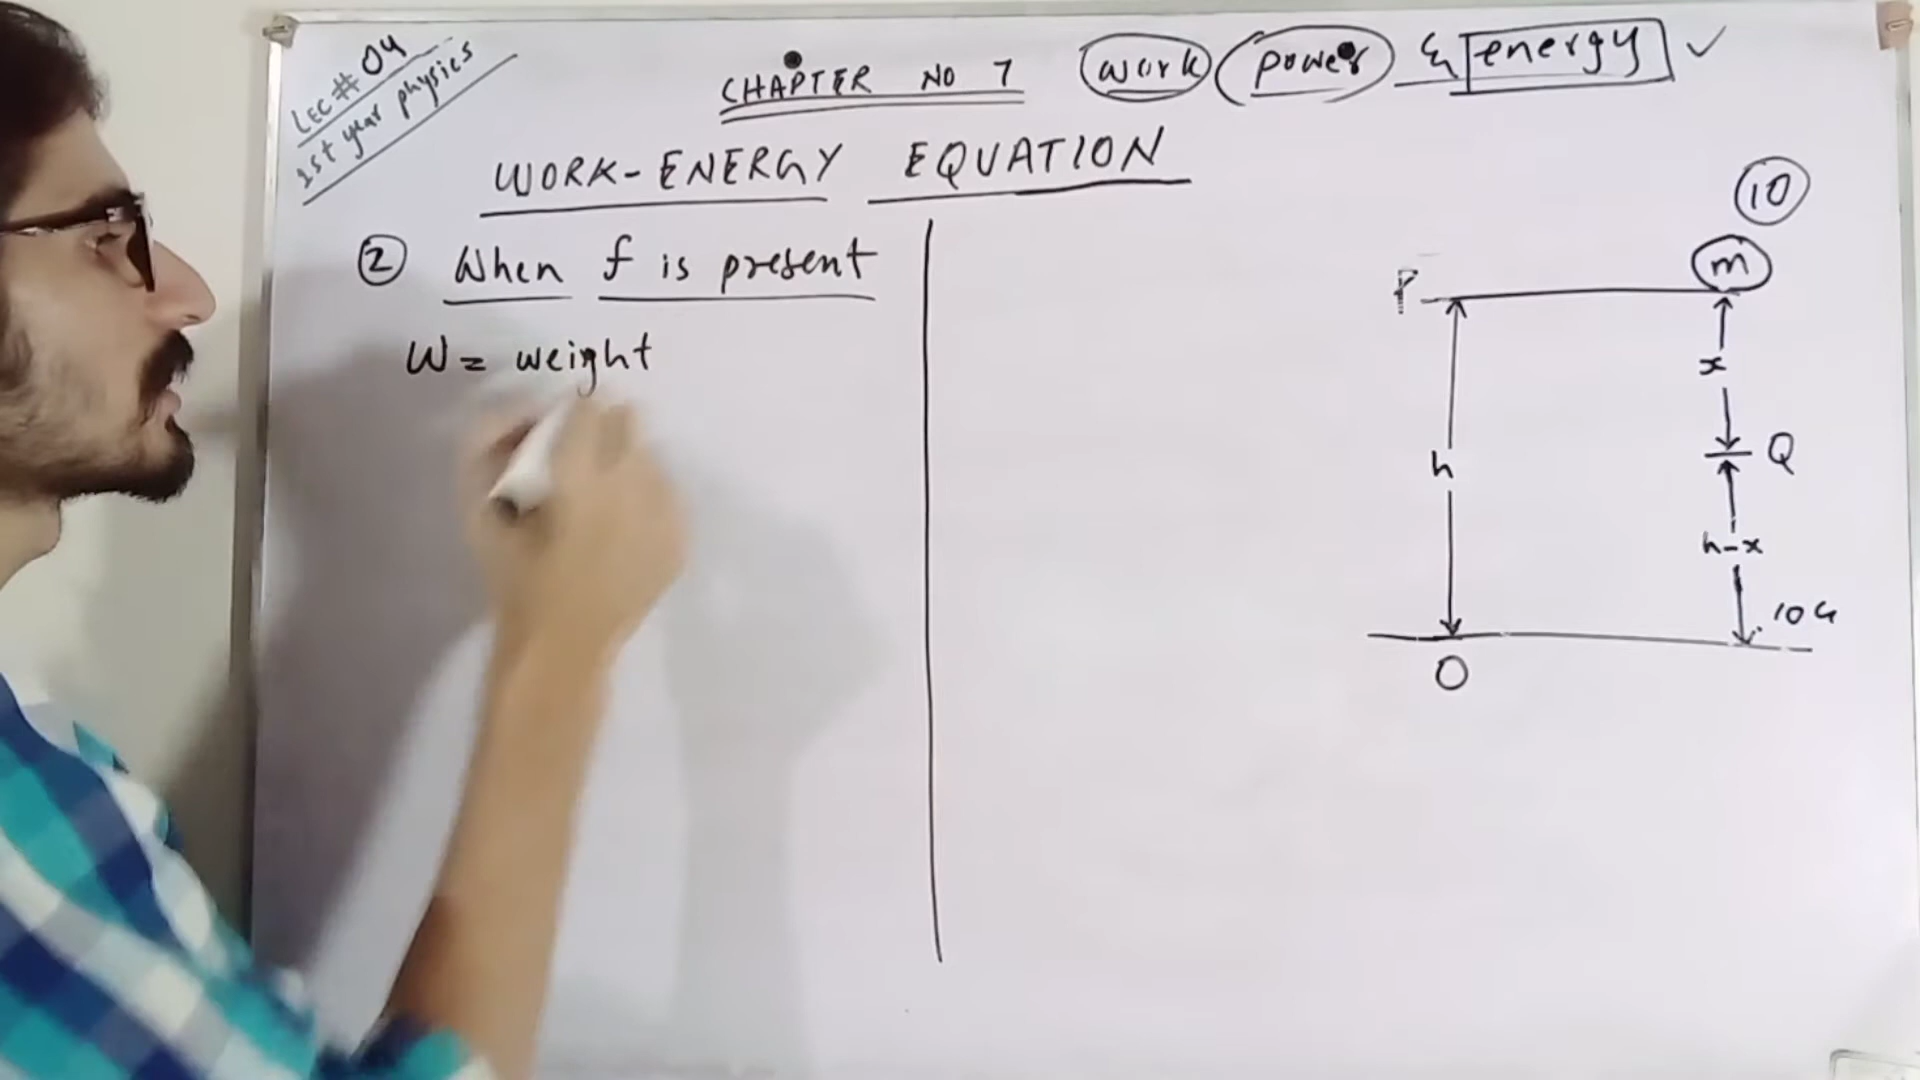 LEC# 04
1st year physics
CHAPTER NO 7 work power & energy ✓
WORK-ENERGY EQUATION
② When f is present
W = weight
10
m
P
x
Q
h
h-x
O